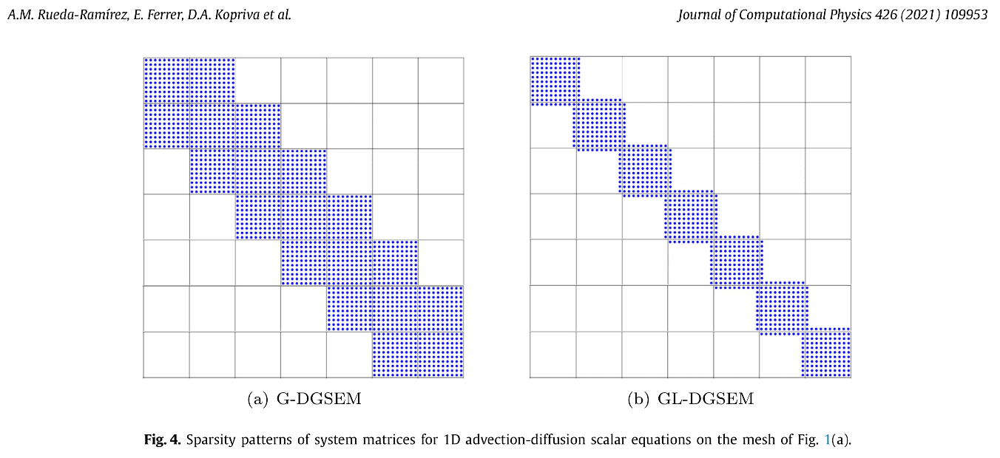 A.M. Rueda-Ramírez, E. Ferrer, D.A. Kopriva et al.
Journal of Computational Physics 426 (2021) 109953
(a) G-DGSEM
(b) GL-DGSEM
Fig. 4. Sparsity patterns of system matrices for 1D advection-diffusion scalar equations on the mesh of Fig. 1(a).